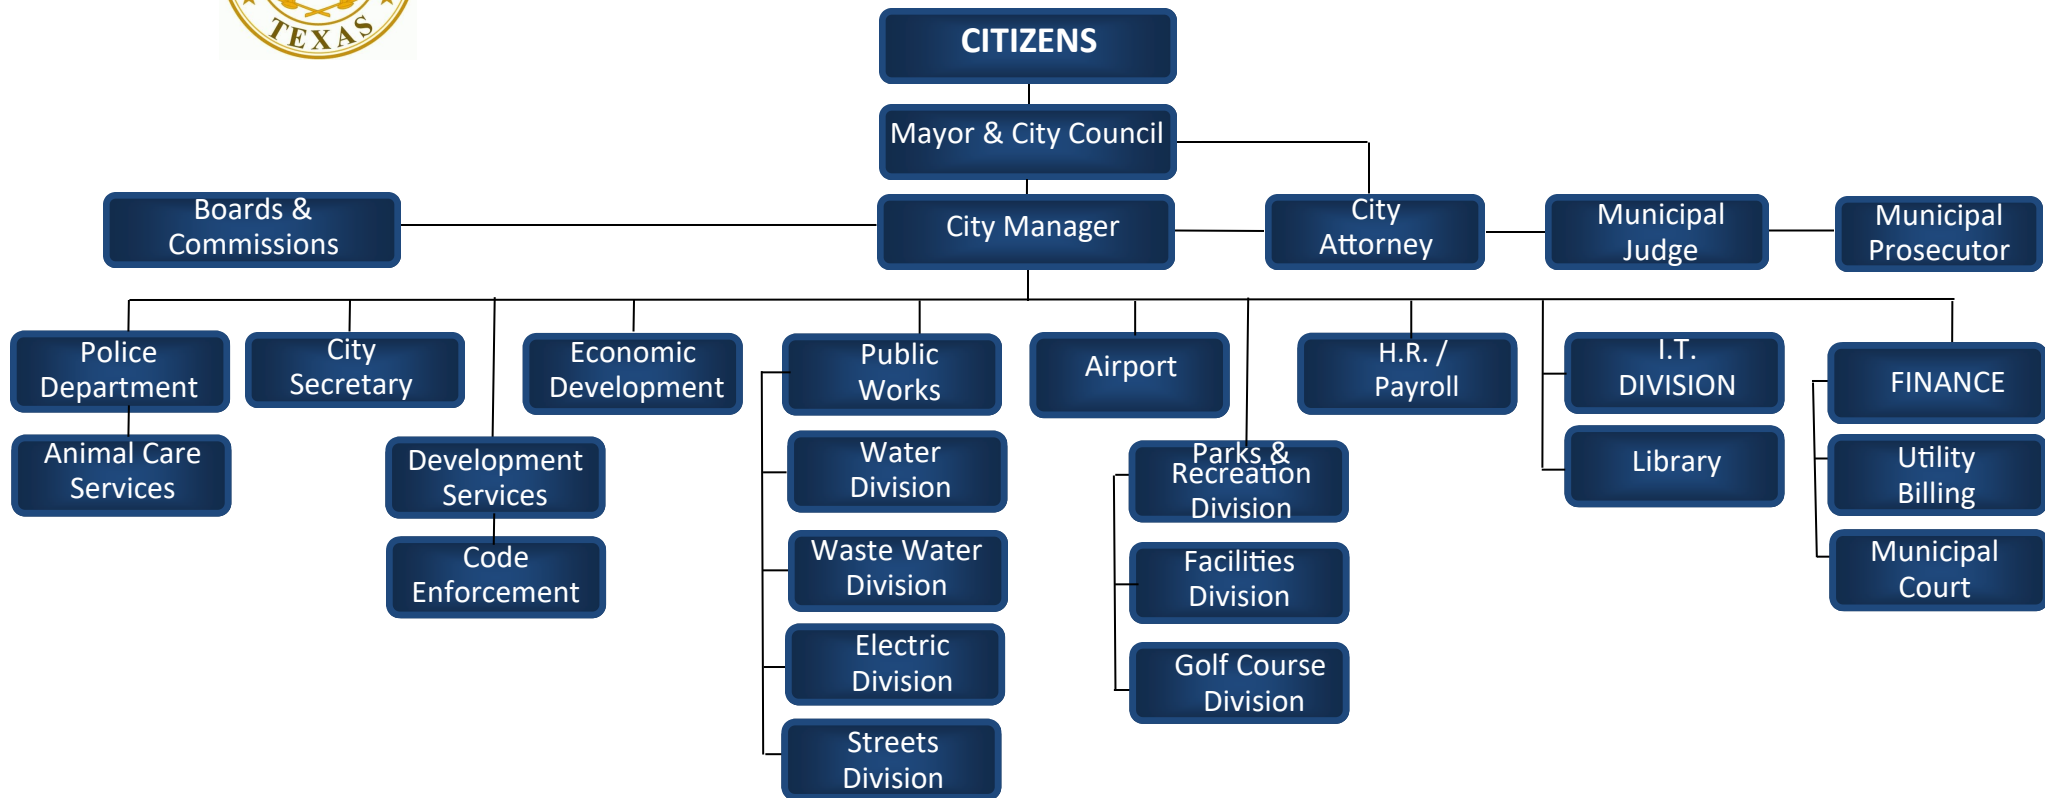 TEXAS
CITIZENS
Mayor & City Council
Boards &
Commissions
City Manager
City
Attorney
Municipal
Judge
Municipal
Prosecutor
Police
Department
City
Secretary
Economic
Development
Public
Works
Airport
H.R. /
Payroll
I.T.
DIVISION
FINANCE
Animal Care
Services
Development
Services
Water
Division
Parks &
Recreation
Division
Library
Utility
Billing
Code
Enforcement
Waste Water
Division
Facilities
Division
Municipal
Court
Electric
Division
Golf Course
Division
Streets
Division